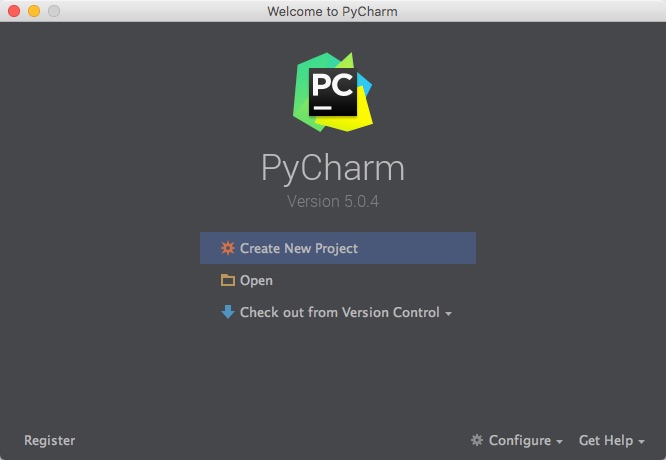 Welcome to PyCharm
PC
PyCharm
Version 5.0.4
Create New Project
Open
Check out from Version Control
Register Configure Get Help